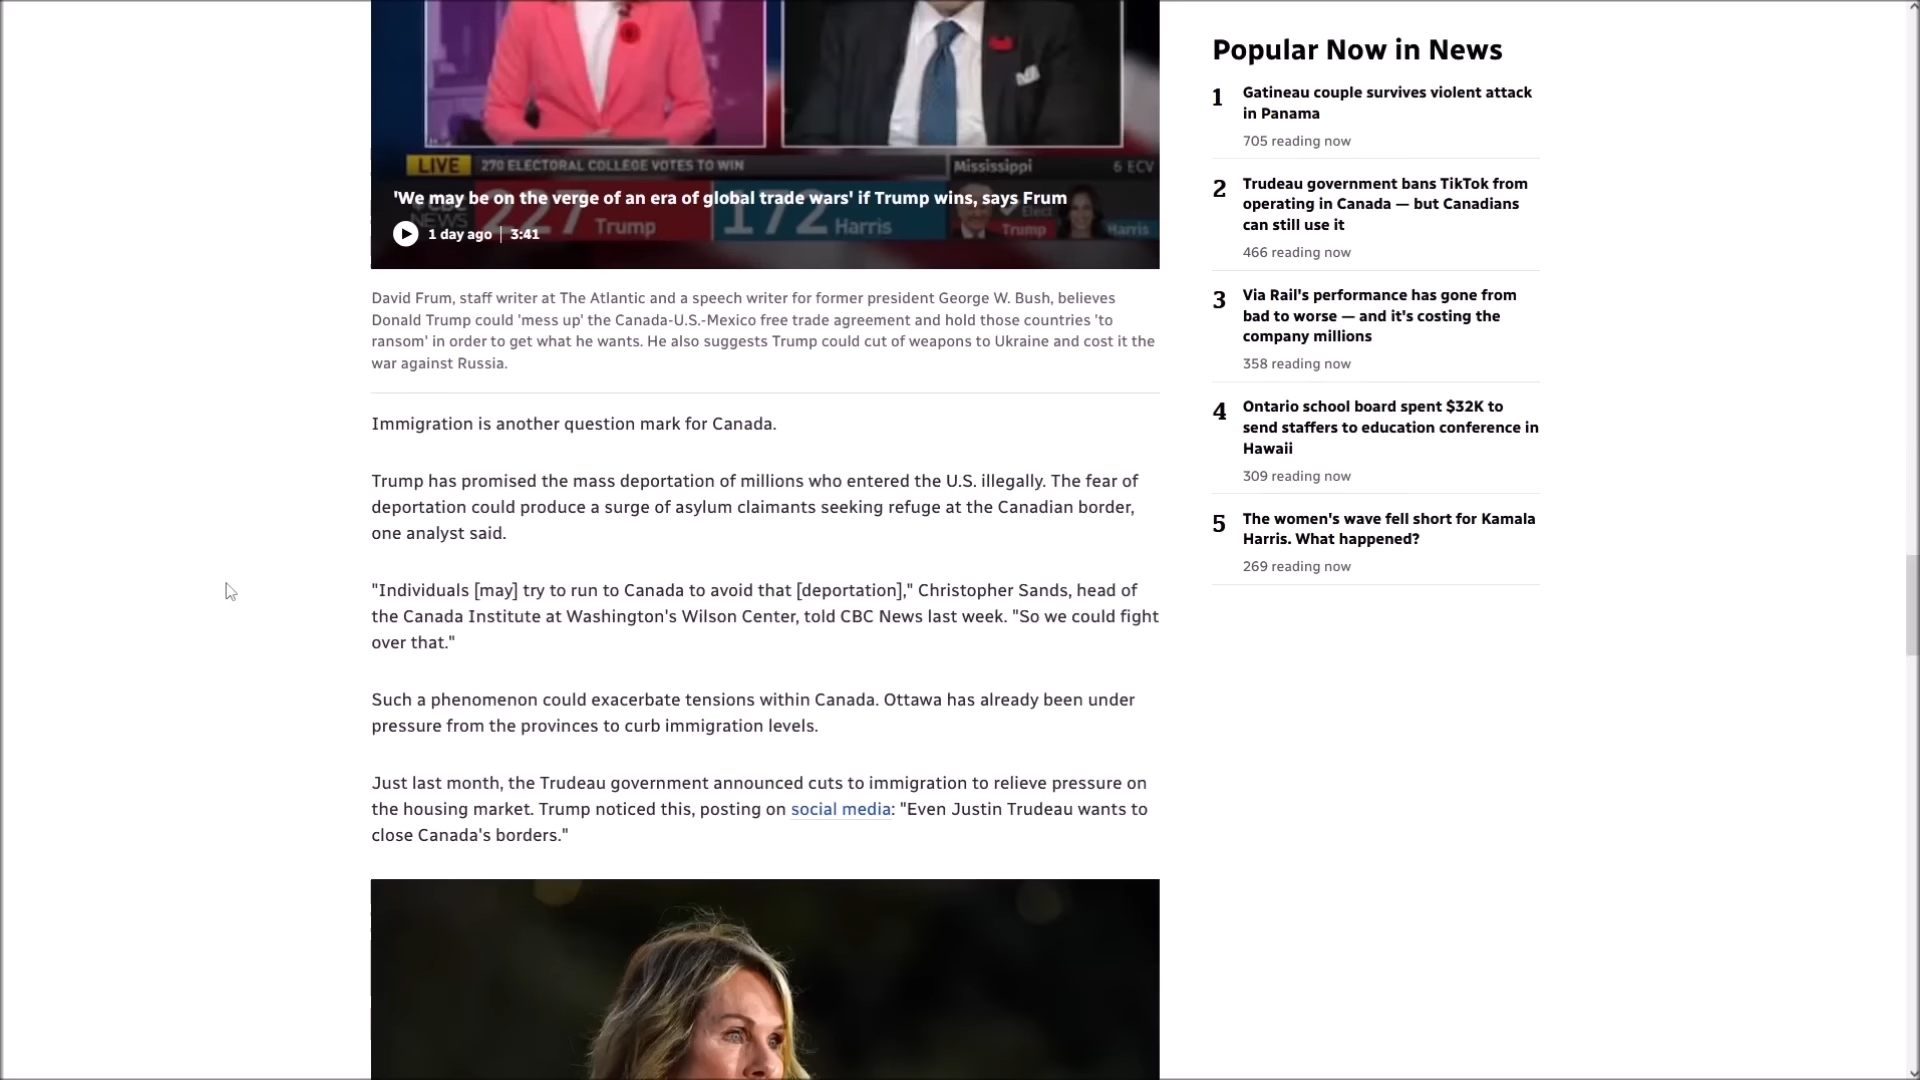 LIVE 270 ELECTORAL COLLEGE VOTES TO WIN
Mississippi 6 ECV
'We may be on the verge of an era of global trade wars' if Trump wins, says Frum
NEWS 227 Trump 172 Harris
Elect
Trump Harris
1 day ago | 3:41
David Frum, staff writer at The Atlantic and a speech writer for former president George W. Bush, believes
Donald Trump could 'mess up' the Canada-U.S.-Mexico free trade agreement and hold those countries 'to
ransom' in order to get what he wants. He also suggests Trump could cut of weapons to Ukraine and cost it the
war against Russia.
Immigration is another question mark for Canada.
Trump has promised the mass deportation of millions who entered the U.S. illegally. The fear of
deportation could produce a surge of asylum claimants seeking refuge at the Canadian border,
one analyst said.
"Individuals [may] try to run to Canada to avoid that [deportation]," Christopher Sands, head of
the Canada Institute at Washington's Wilson Center, told CBC News last week. "So we could fight
over that."
Such a phenomenon could exacerbate tensions within Canada. Ottawa has already been under
pressure from the provinces to curb immigration levels.
Just last month, the Trudeau government announced cuts to immigration to relieve pressure on
the housing market. Trump noticed this, posting on social media: "Even Justin Trudeau wants to
close Canada's borders."
Popular Now in News
1 Gatineau couple survives violent attack
in Panama
705 reading now
2 Trudeau government bans TikTok from
operating in Canada — but Canadians
can still use it
466 reading now
3 Via Rail's performance has gone from
bad to worse — and it's costing the
company millions
358 reading now
4 Ontario school board spent $32K to
send staffers to education conference in
Hawaii
309 reading now
5 The women's wave fell short for Kamala
Harris. What happened?
269 reading now